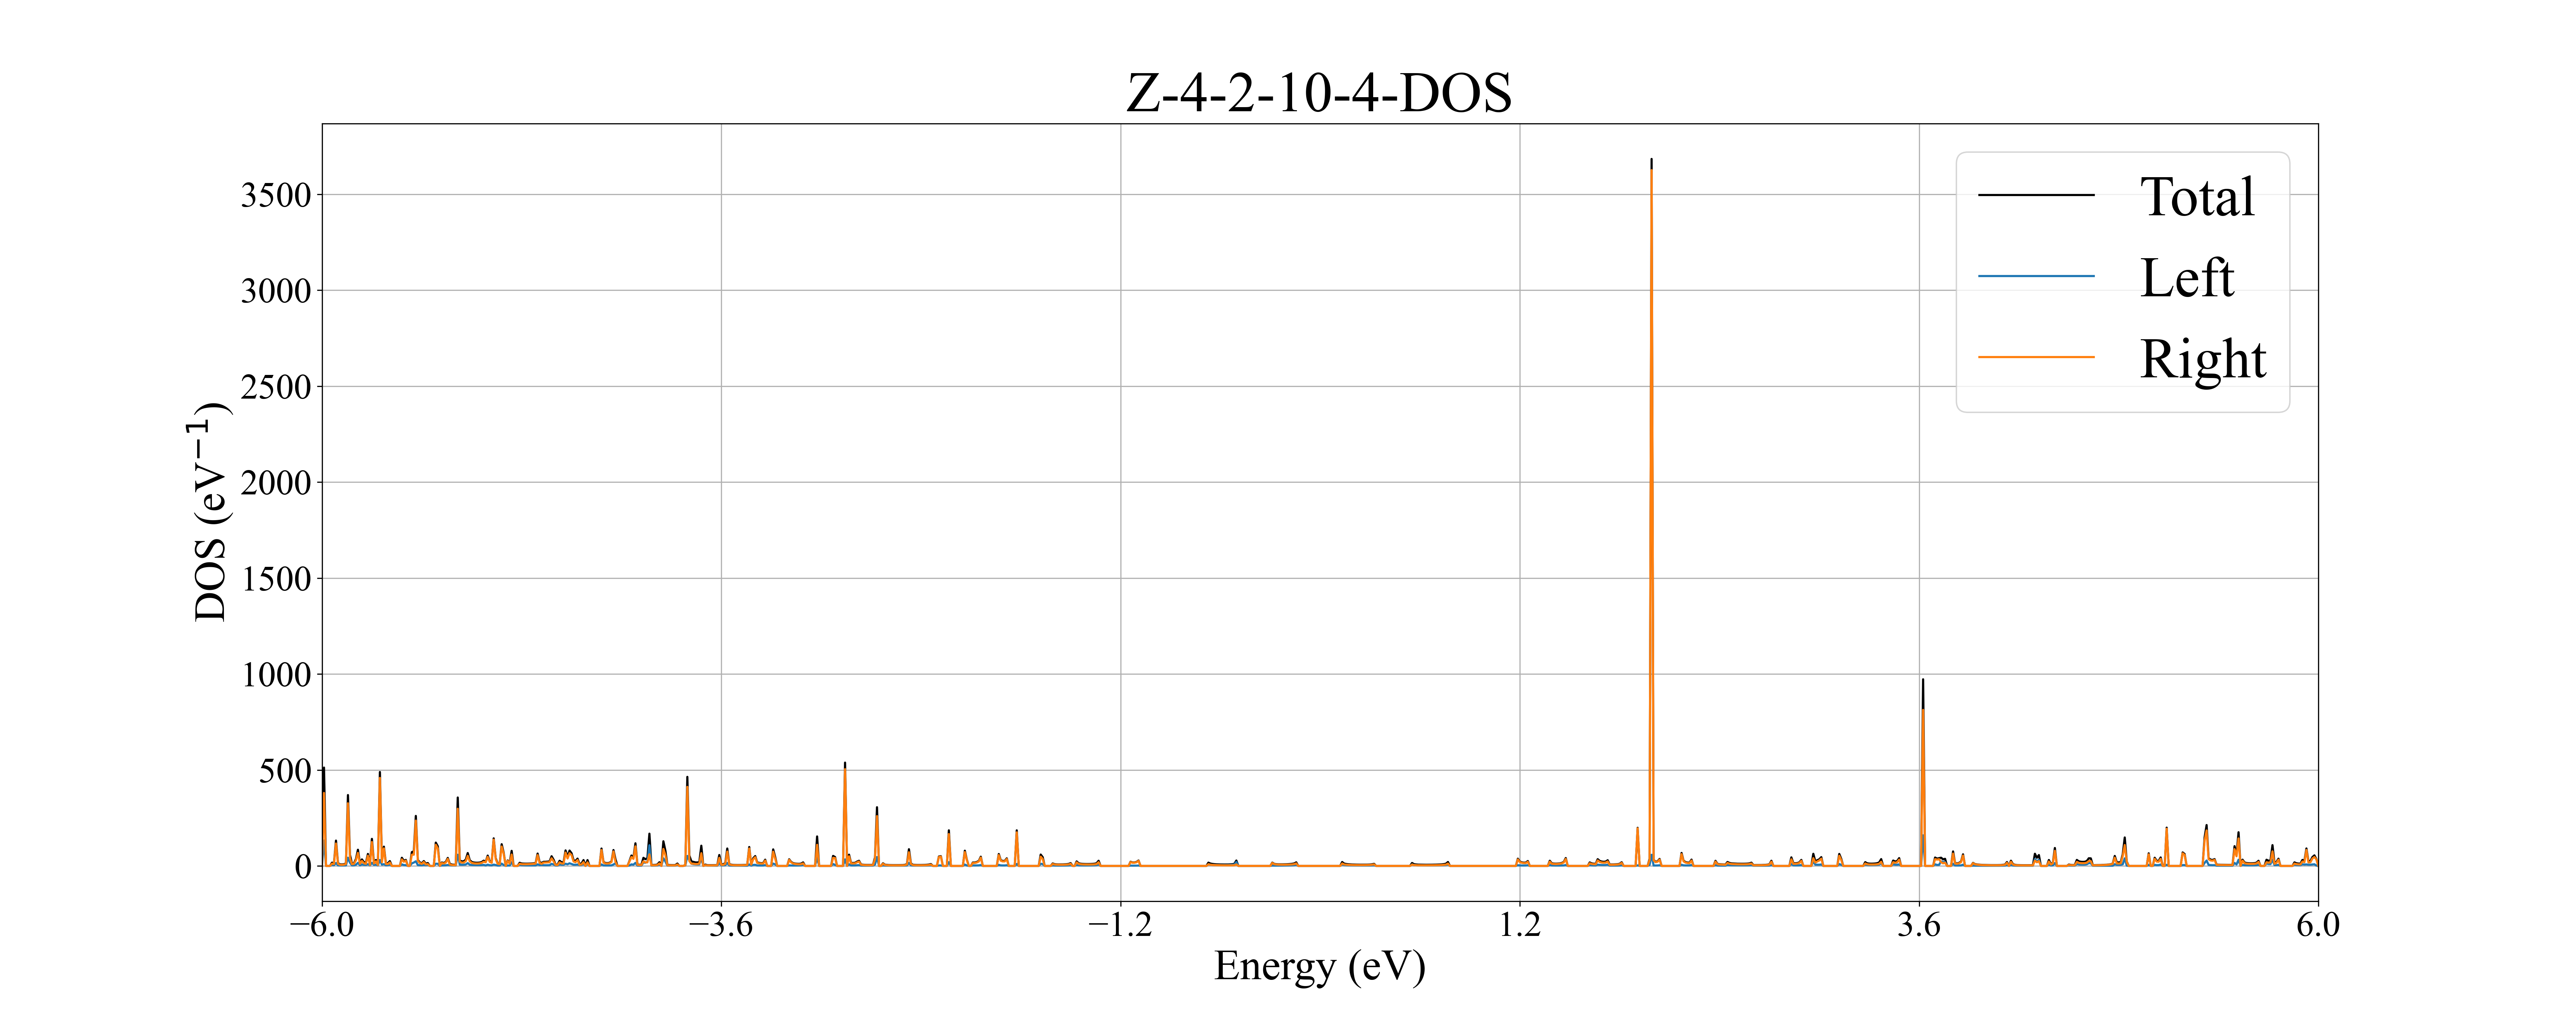 Z-4-2-10-4-DOS
Total
Left
Right
3500
3000
2500
2000
1500
1000
500
0
DOS (eV⁻¹)
−6.0 −3.6 −1.2 1.2 3.6 6.0
Energy (eV)